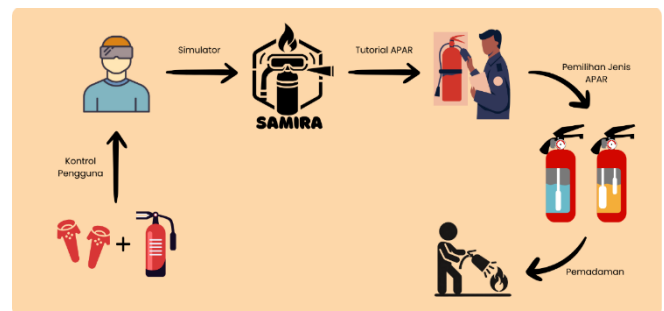 Simulator
SAMIRA
Tutorial APAR
Pemilihan Jenis
APAR
Kontrol
Pengguna
+
Pemadaman